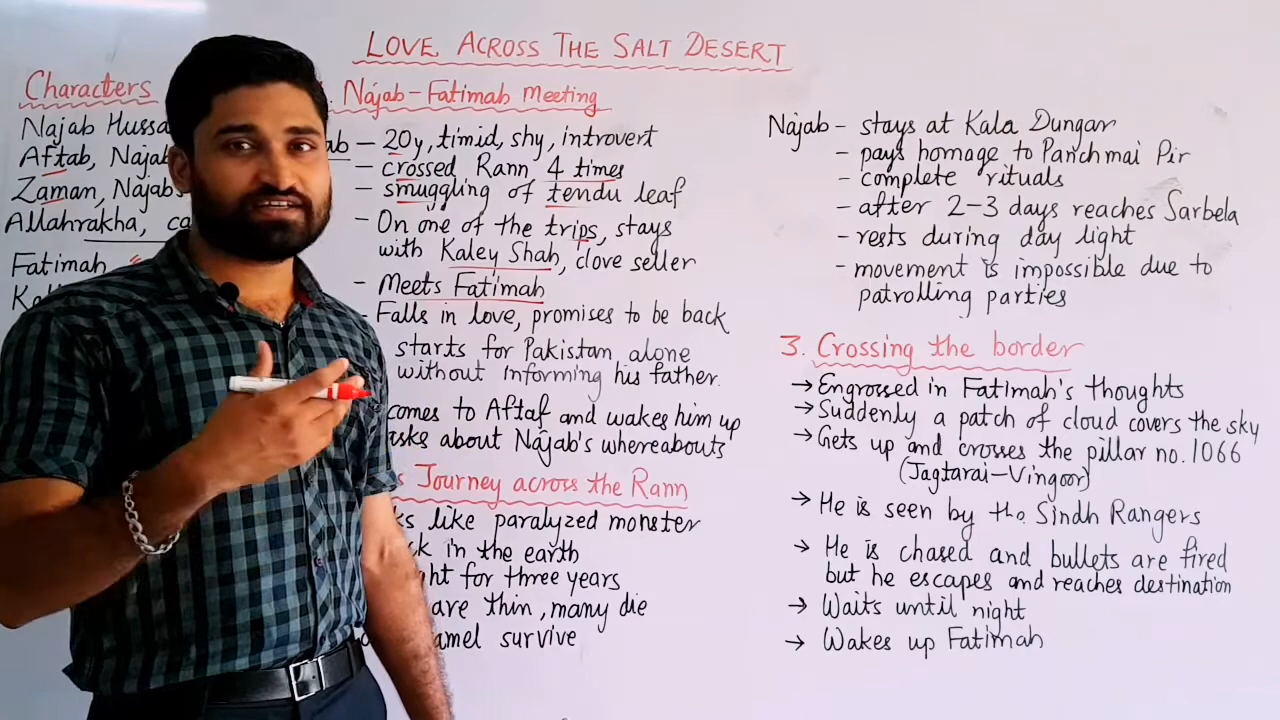 LOVE ACROSS THE SALT DESERT
Characters
Najab Hussa
Aftab, Najab
Zaman, Najab's
Allahrakha, ca
Fatimah
Najab-Fatimah Meeting
ab - 20y, timid, shy, introvert
- crossed Rann 4 times
- smuggling of tendu leaf
- On one of the trips, stays
with Kaley Shah, clove seller
- Meets Fatimah
Falls in love, promises to be back
starts for Pakistan, alone
without informing his father.
comes to Aftaf and wakes him up
asks about Najab's whereabouts
s Journey across the Rann
ks like paralyzed monster
ck in the earth
ght for three years
are thin, many die
amel survive
Najab - stays at Kala Dungar
- pays homage to Panchmai Pir
- complete rituals
- after 2-3 days reaches Sarbela
- rests during day light
- movement is impossible due to
patrolling parties
3. Crossing the border
→ Engrossed in Fatimah's thoughts
→ Suddenly a patch of cloud covers the sky
→ Gets up and crosses the pillar no. 1066
(Jagtarai-Vingoor)
→ He is seen by the Sindh Rangers
→ He is chased and bullets are fired
but he escapes and reaches destination
→ Waits until night
→ Wakes up Fatimah